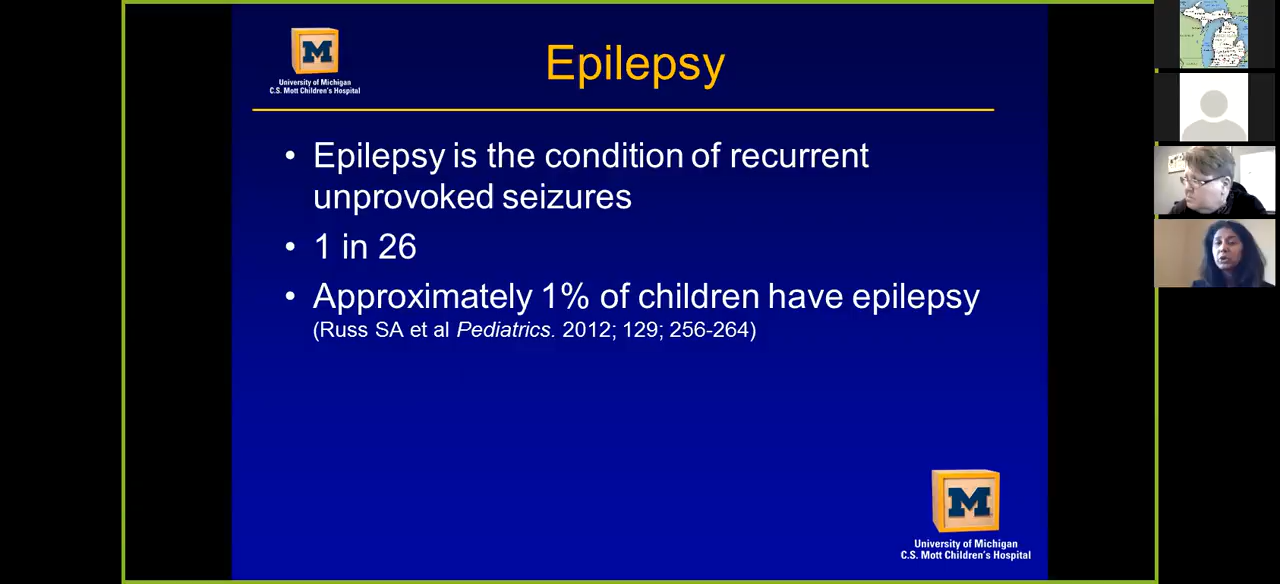 M
University of Michigan
C.S. Mott Children's Hospital
Epilepsy
• Epilepsy is the condition of recurrent
unprovoked seizures
• 1 in 26
• Approximately 1% of children have epilepsy
(Russ SA et al Pediatrics. 2012; 129; 256-264)
M
University of Michigan
C.S. Mott Children's Hospital